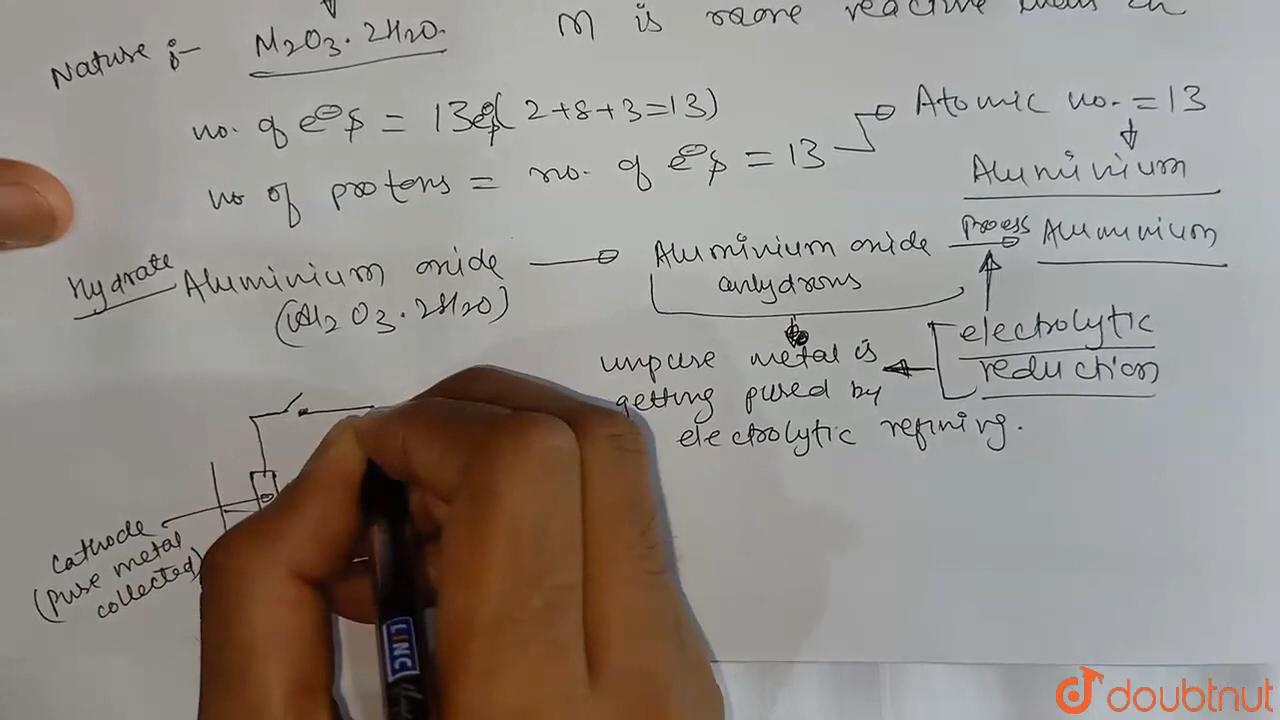 M is more reactive than
Nature :- M2O3. 2H2O.
no. of e⊖s = 13e⊖s( 2+8+3=13)
no of protons = no. of e⊖s = 13
Atomic no. = 13
Aluminium
Hydrate Aluminium oxide
(Al2O3. 2H2O)
Aluminium oxide
anhydrous
process
Aluminium
electrolytic
reduction
impure metal is
getting pured by
electrolytic refining.
cathode
(pure metal
collected)
LINC
doubtnut